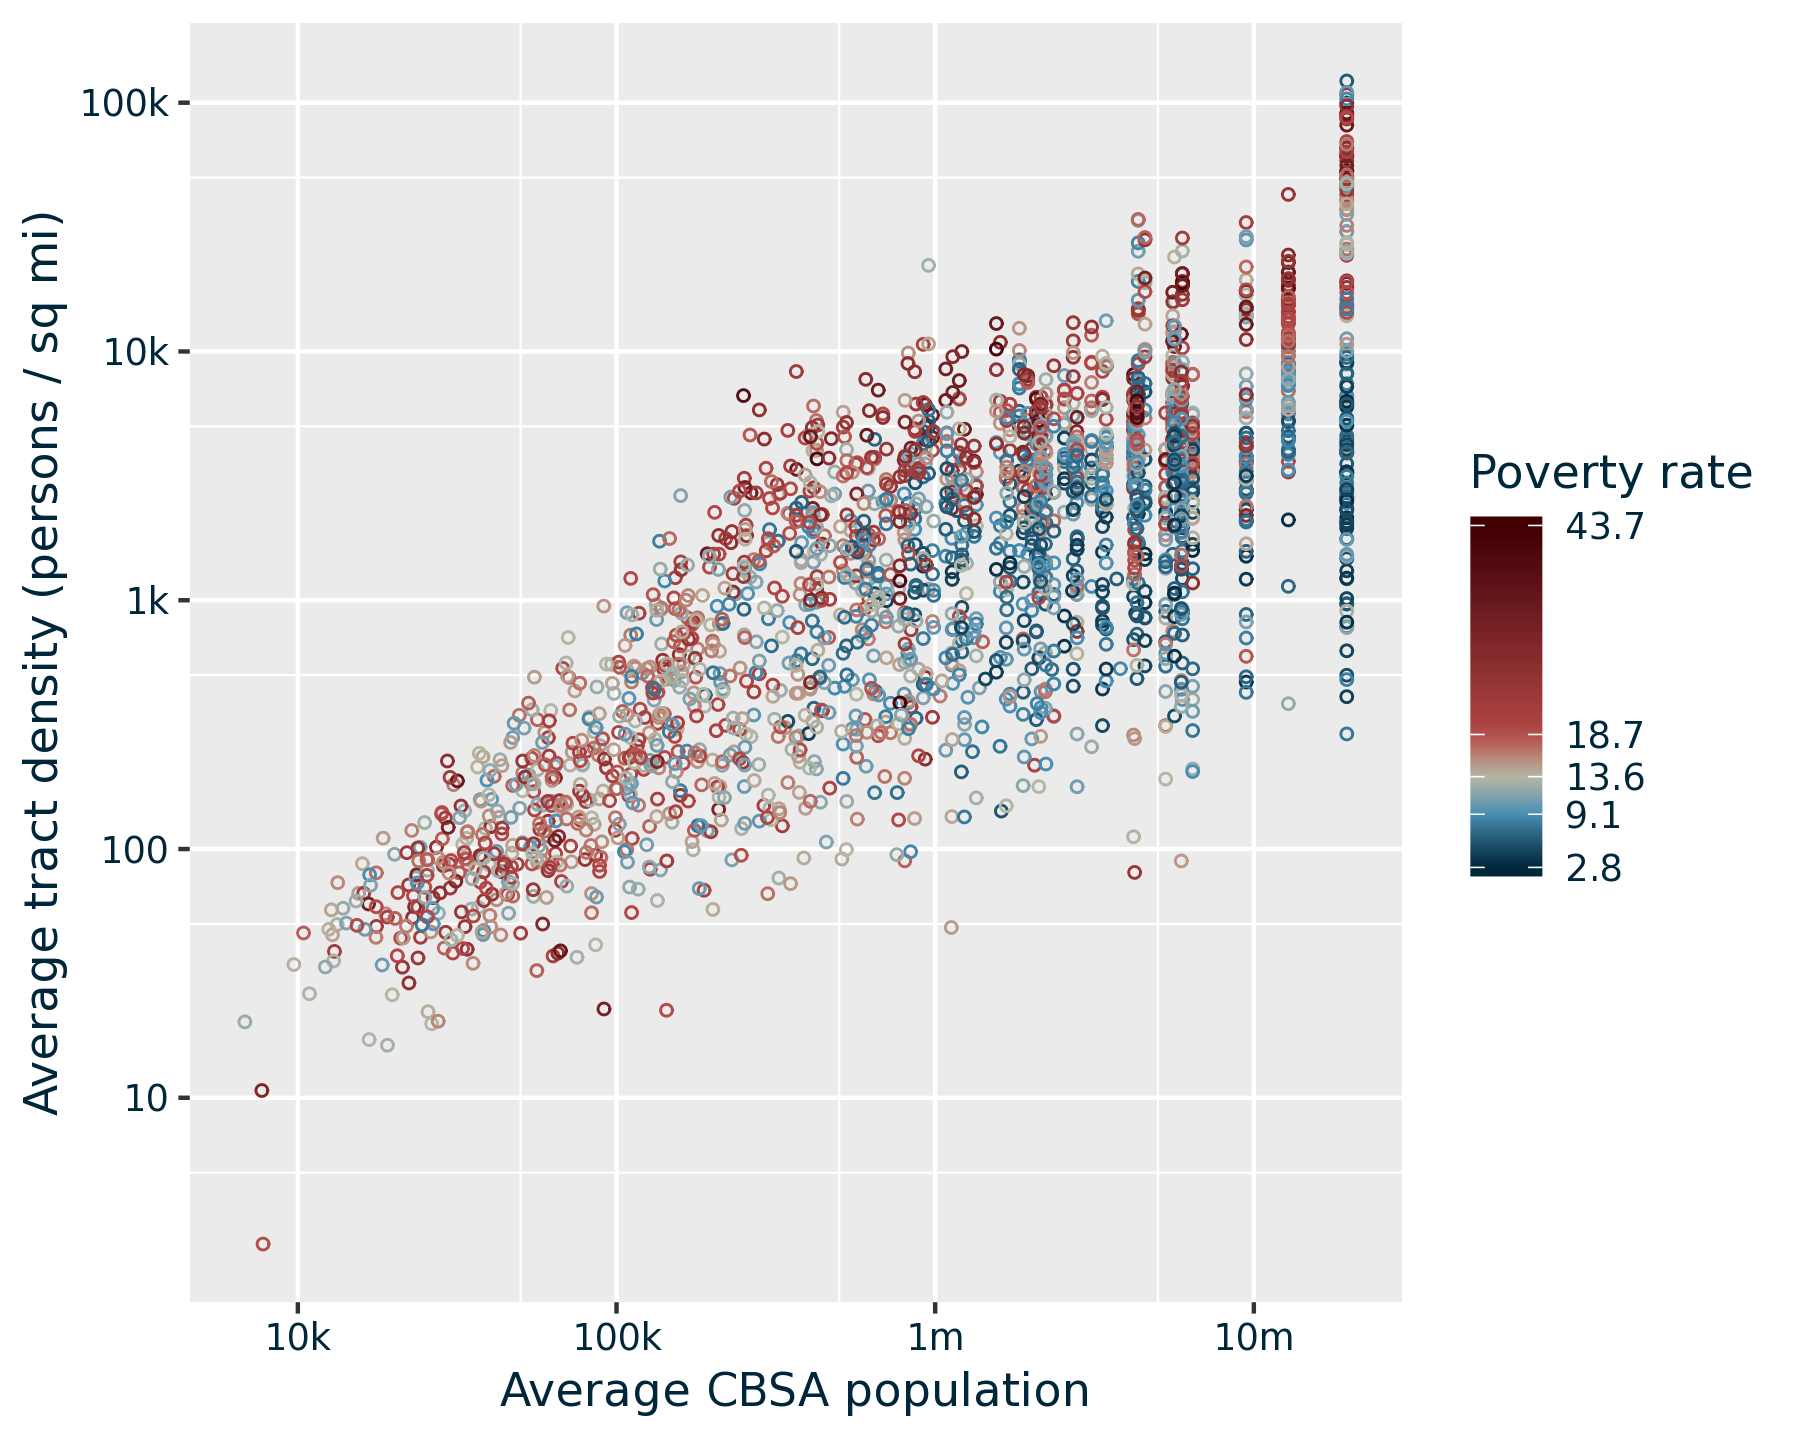 100k
10k
1k
100
10
10k
100k
1m
10m
Average tract density (persons / sq mi)
Average CBSA population
Poverty rate
43.7
18.7
13.6
9.1
2.8